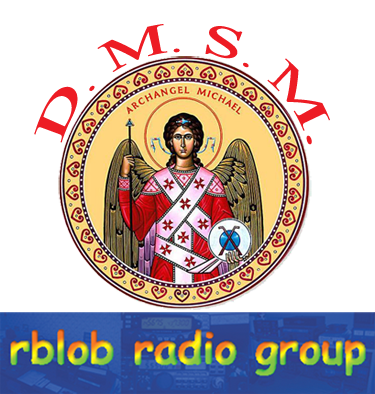 D. M. S. M.
ARCHANGEL MICHAEL
rblob radio group